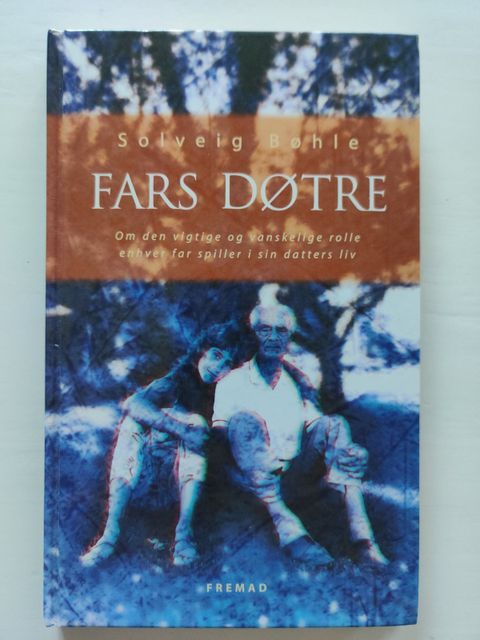 Solveig Bøhle
FARS DØTRE
Om den vigtige og vanskelige rolle
enhver far spiller i sin datters liv
FREMAD